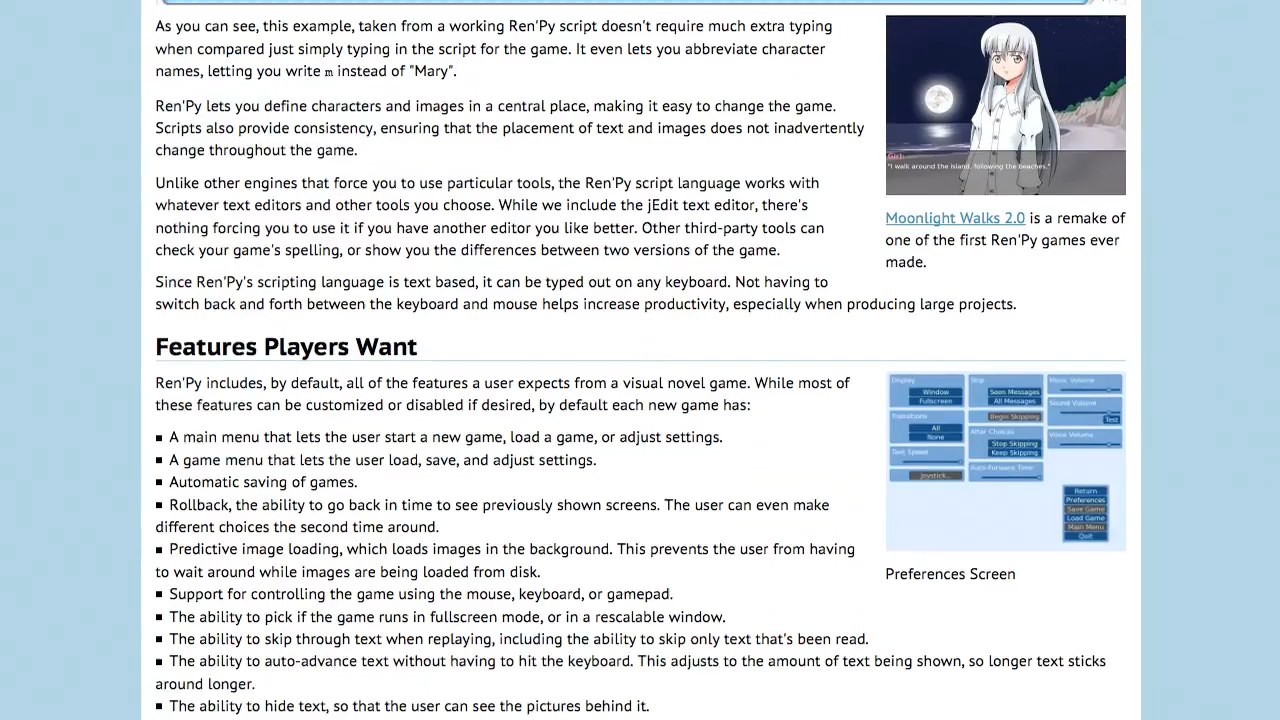 As you can see, this example, taken from a working Ren'Py script doesn't require much extra typing
when compared just simply typing in the script for the game. It even lets you abbreviate character
names, letting you write m instead of "Mary".
Ren'Py lets you define characters and images in a central place, making it easy to change the game.
Scripts also provide consistency, ensuring that the placement of text and images does not inadvertently
change throughout the game.
Unlike other engines that force you to use particular tools, the Ren'Py script language works with
whatever text editors and other tools you choose. While we include the jEdit text editor, there's
nothing forcing you to use it if you have another editor you like better. Other third-party tools can
check your game's spelling, or show you the differences between two versions of the game.
Since Ren'Py's scripting language is text based, it can be typed out on any keyboard. Not having to
switch back and forth between the keyboard and mouse helps increase productivity, especially when producing large projects.
Girl:
"I walk around the island, following the beaches."
Moonlight Walks 2.0 is a remake of
one of the first Ren'Py games ever
made.
Features Players Want
Ren'Py includes, by default, all of the features a user expects from a visual novel game. While most of
these features can be customized or disabled if desired, by default each new game has:
▪ A main menu that lets the user start a new game, load a game, or adjust settings.
▪ A game menu that lets the user load, save, and adjust settings.
▪ Automatic saving of games.
▪ Rollback, the ability to go back in time to see previously shown screens. The user can even make
different choices the second time round.
▪ Predictive image loading, which loads images in the background. This prevents the user from having
to wait around while images are being loaded from disk.
▪ Support for controlling the game using the mouse, keyboard, or gamepad.
▪ The ability to pick if the game runs in fullscreen mode, or in a rescalable window.
▪ The ability to skip through text when replaying, including the ability to skip only text that's been read.
▪ The ability to auto-advance text without having to hit the keyboard. This adjusts to the amount of text being shown, so longer text sticks
around longer.
▪ The ability to hide text, so that the user can see the pictures behind it.
Display
Window
Fullscreen
Transitions
All
None
Text Speed
Joystick...
Skip
Seen Messages
All Messages
Begin Skipping
After Choices
Stop Skipping
Keep Skipping
Auto-Forward Time
Music Volume
Sound Volume
Test
Voice Volume
Return
Preferences
Save Game
Load Game
Main Menu
Quit
Preferences Screen